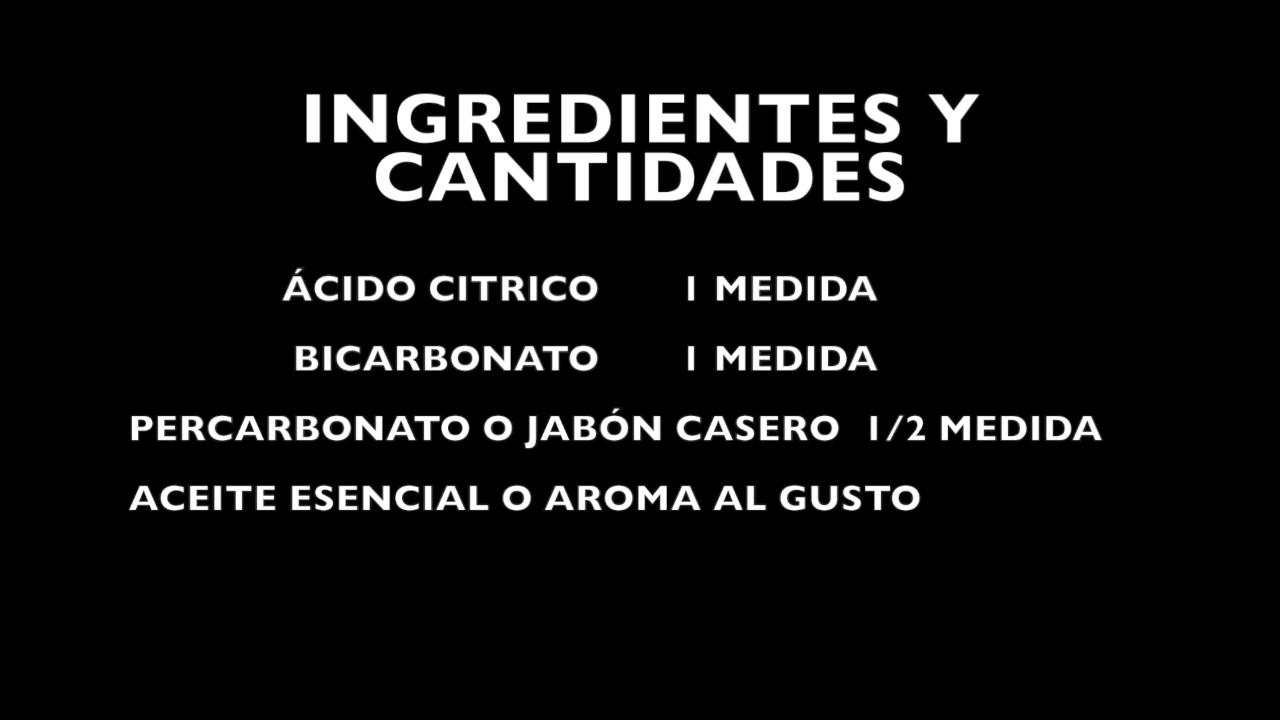 INGREDIENTES Y
CANTIDADES
ÁCIDO CITRICO 1 MEDIDA
BICARBONATO 1 MEDIDA
PERCARBONATO O JABÓN CASERO 1/2 MEDIDA
ACEITE ESENCIAL O AROMA AL GUSTO